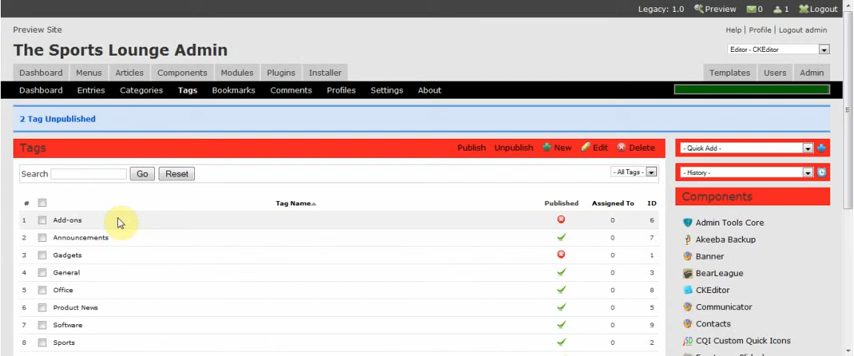 Legacy: 1.0 Preview 0 1 Logout
Preview Site
Help | Profile | Logout admin
The Sports Lounge Admin
Editor - CKEditor
Dashboard Menus Articles Components Modules Plugins Installer Templates Users Admin
Dashboard Entries Categories Tags Bookmarks Comments Profiles Settings About
2 Tag Unpublished
Tags Publish Unpublish New Edit Delete
- Quick Add -
Search Go Reset - All Tags -
- History -
# Tag Name Published Assigned To ID
Components
1 Add-ons 0 6
2 Announcements 0 7
3 Gadgets 0 1
4 General 0 3
5 Office 0 8
6 Product News 0 5
7 Software 0 9
8 Sports 0 2
Admin Tools Core
Akeeba Backup
Banner
BearLeague
CKEditor
Communicator
Contacts
CQI Custom Quick Icons